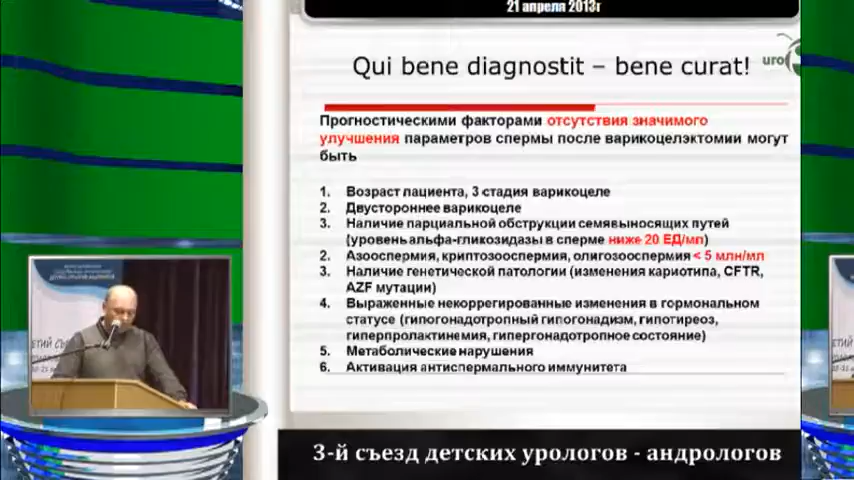 21 апреля 2013г
Qui bene diagnostit – bene curat!
uro
Прогностическими факторами отсутствия значимого
улучшения параметров спермы после варикоцелэктомии могут
быть
1. Возраст пациента, 3 стадия варикоцеле
2. Двустороннее варикоцеле
3. Наличие парциальной обструкции семявыносящих путей
(уровень альфа-гликозидазы в сперме ниже 20 ЕД/мл)
2. Азооспермия, криптозооспермия, олигозооспермия < 5 млн/мл
3. Наличие генетической патологии (изменения кариотипа, CFTR,
AZF мутации)
4. Выраженные некоррегированные изменения в гормональном
статусе (гипогонадотропный гипогонадизм, гипотиреоз,
гиперпролактинемия, гипергонадотропное состояние)
5. Метаболические нарушения
6. Активация антиспермального иммунитета
3-й съезд детских урологов - андрологов